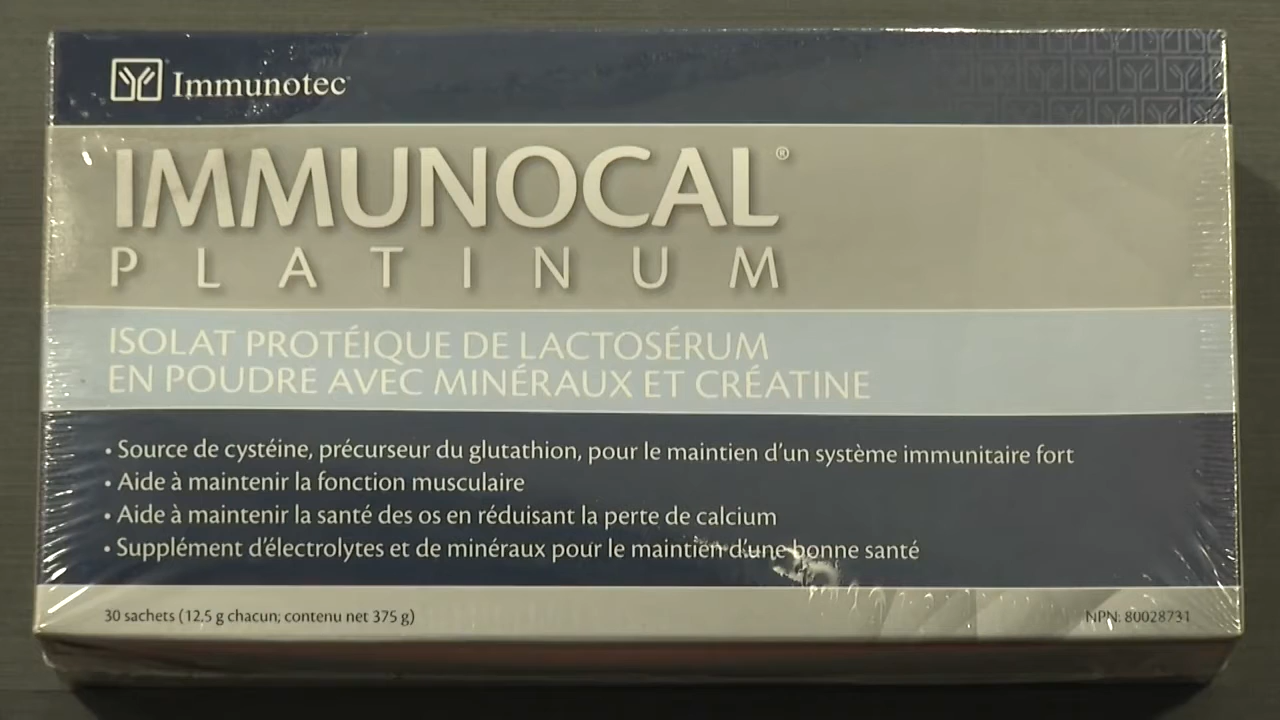 Immunotec
IMMUNOCAL®
PLATINUM
ISOLAT PROTÉIQUE DE LACTOSÉRUM
EN POUDRE AVEC MINÉRAUX ET CRÉATINE
• Source de cystéine, précurseur du glutathion, pour le maintien d'un système immunitaire fort
• Aide à maintenir la fonction musculaire
• Aide à maintenir la santé des os en réduisant la perte de calcium
• Supplément d'électrolytes et de minéraux pour le maintien d'une bonne santé
30 sachets (12.5 g chacun; contenu net 375 g) NPN: 80028731